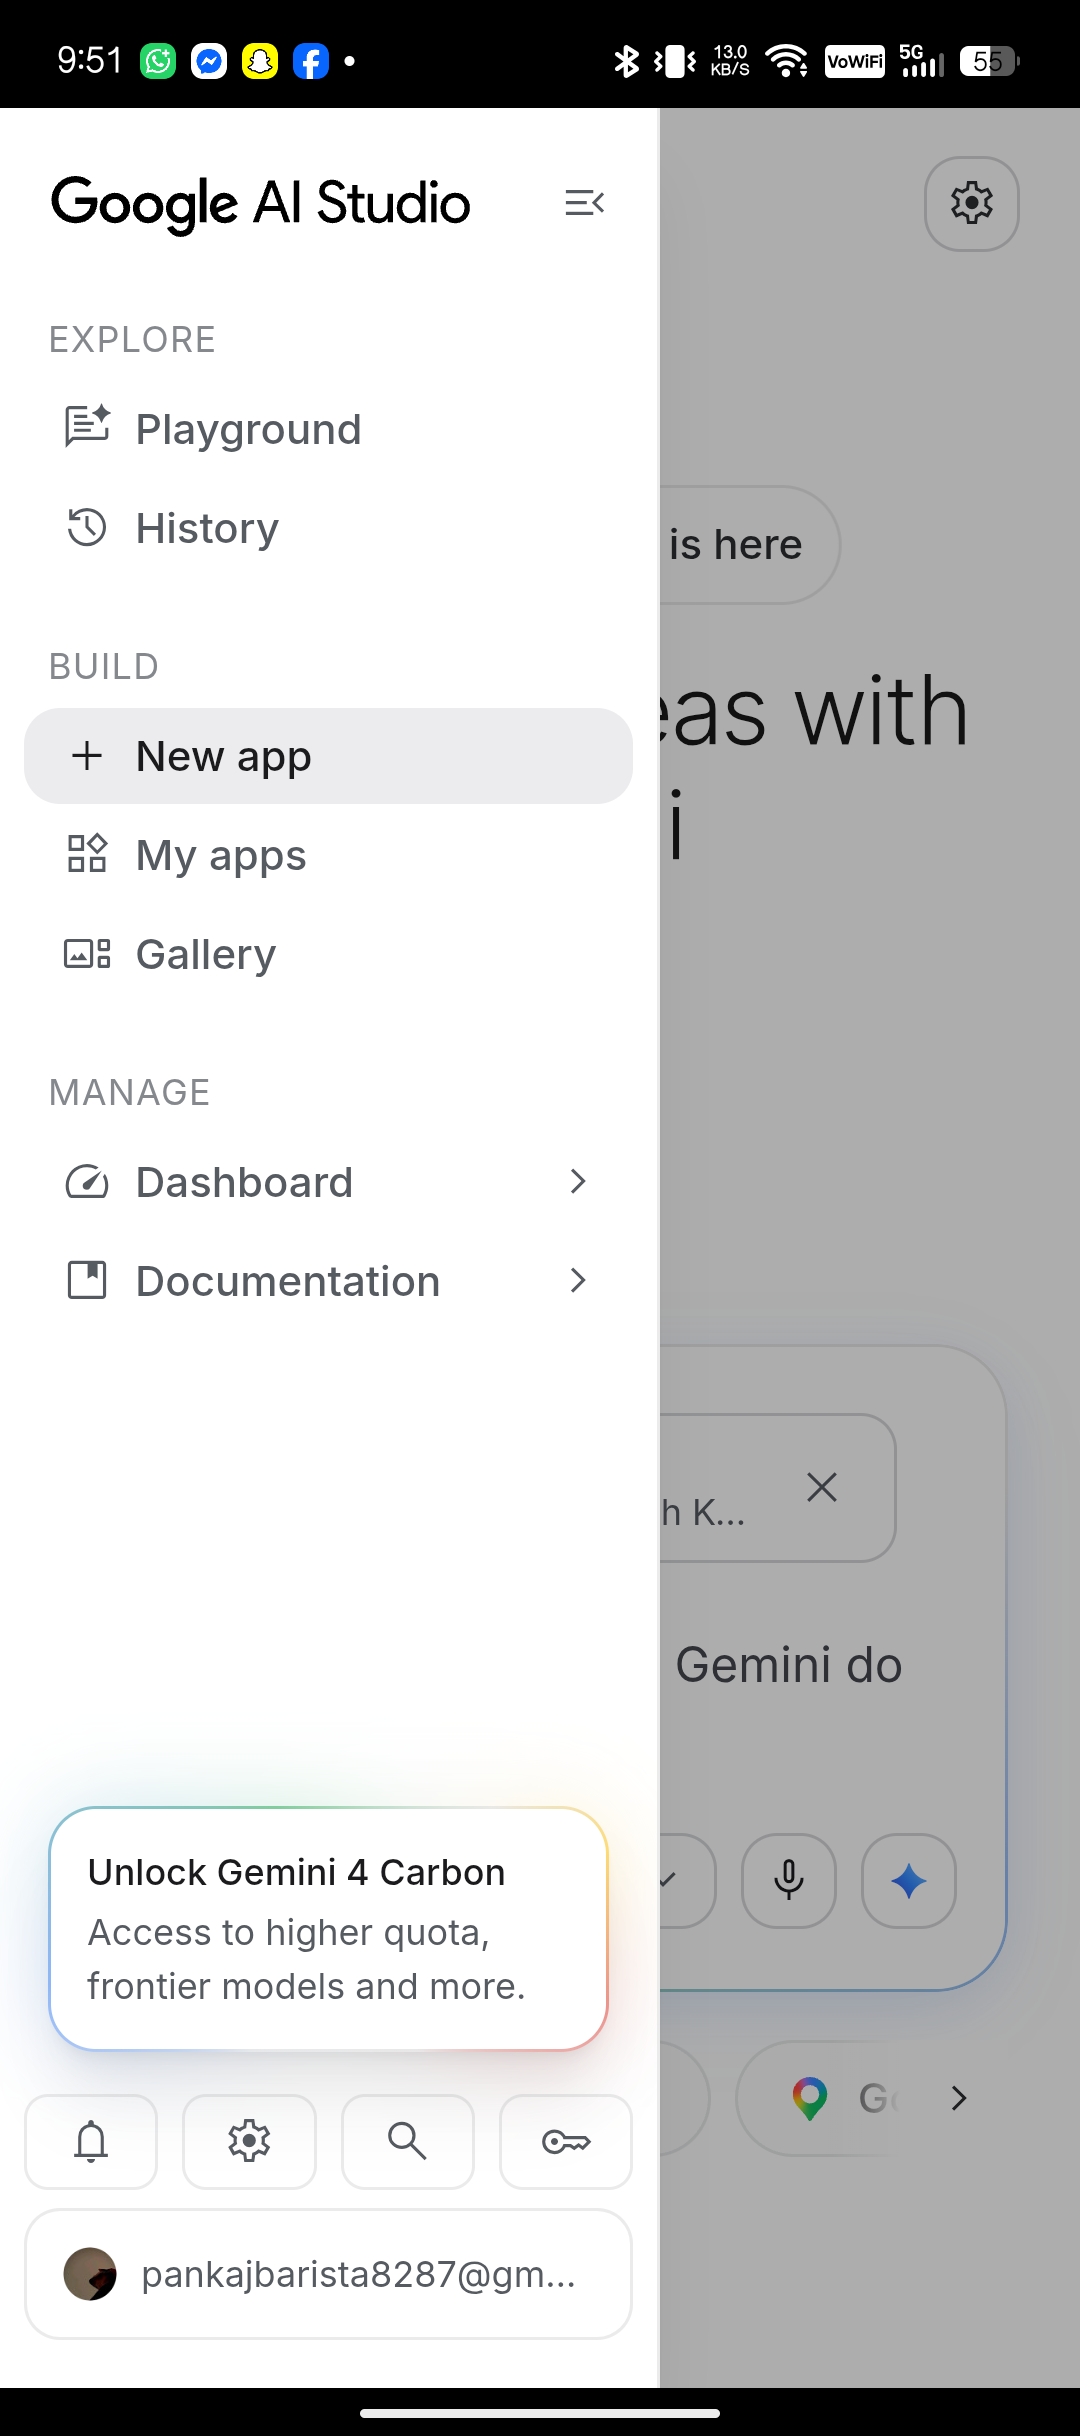 9:51
13.0
KB/S
VoWiFi
5G
55
Google AI Studio
EXPLORE
Playground
History
is here
BUILD
eas with
New app
i
My apps
Gallery
MANAGE
Dashboard
Documentation
h K...
Gemini do
Unlock Gemini 4 Carbon
Access to higher quota,
frontier models and more.
pankajbarista8287@gm...